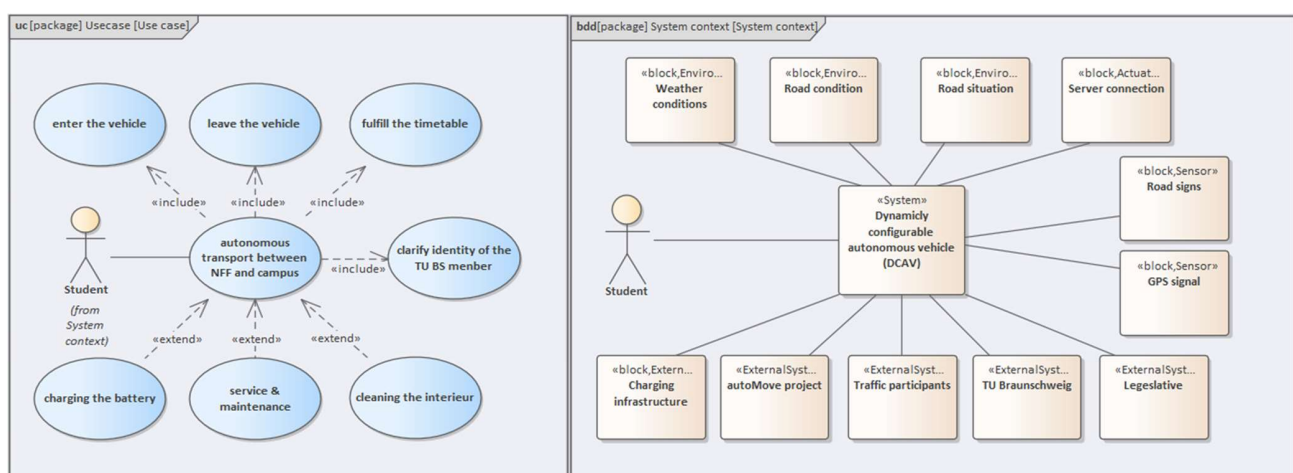 uc [package] Usecase [Use case]
enter the vehicle
leave the vehicle
fulfill the timetable
«include»
«include»
«include»
autonomous
transport between
NFF and campus
«include»
clarify identity of the
TU BS menber
Student
(from
System
context)
«extend»
«extend»
«extend»
charging the battery
service &
maintenance
cleaning the interieur
bdd[package] System context [System context]
«block,Enviro...
Weather
conditions
«block,Enviro...
Road condition
«block,Enviro...
Road situation
«block,Actuat...
Server connection
«block,Sensor»
Road signs
«System»
Dynamicly
configurable
autonomous vehicle
(DCAV)
«block,Sensor»
GPS signal
Student
«block,Extern...
Charging
infrastructure
«ExternalSyst...
autoMove project
«ExternalSyst...
Traffic participants
«ExternalSyst...
TU Braunschweig
«ExternalSyst...
Legeslative